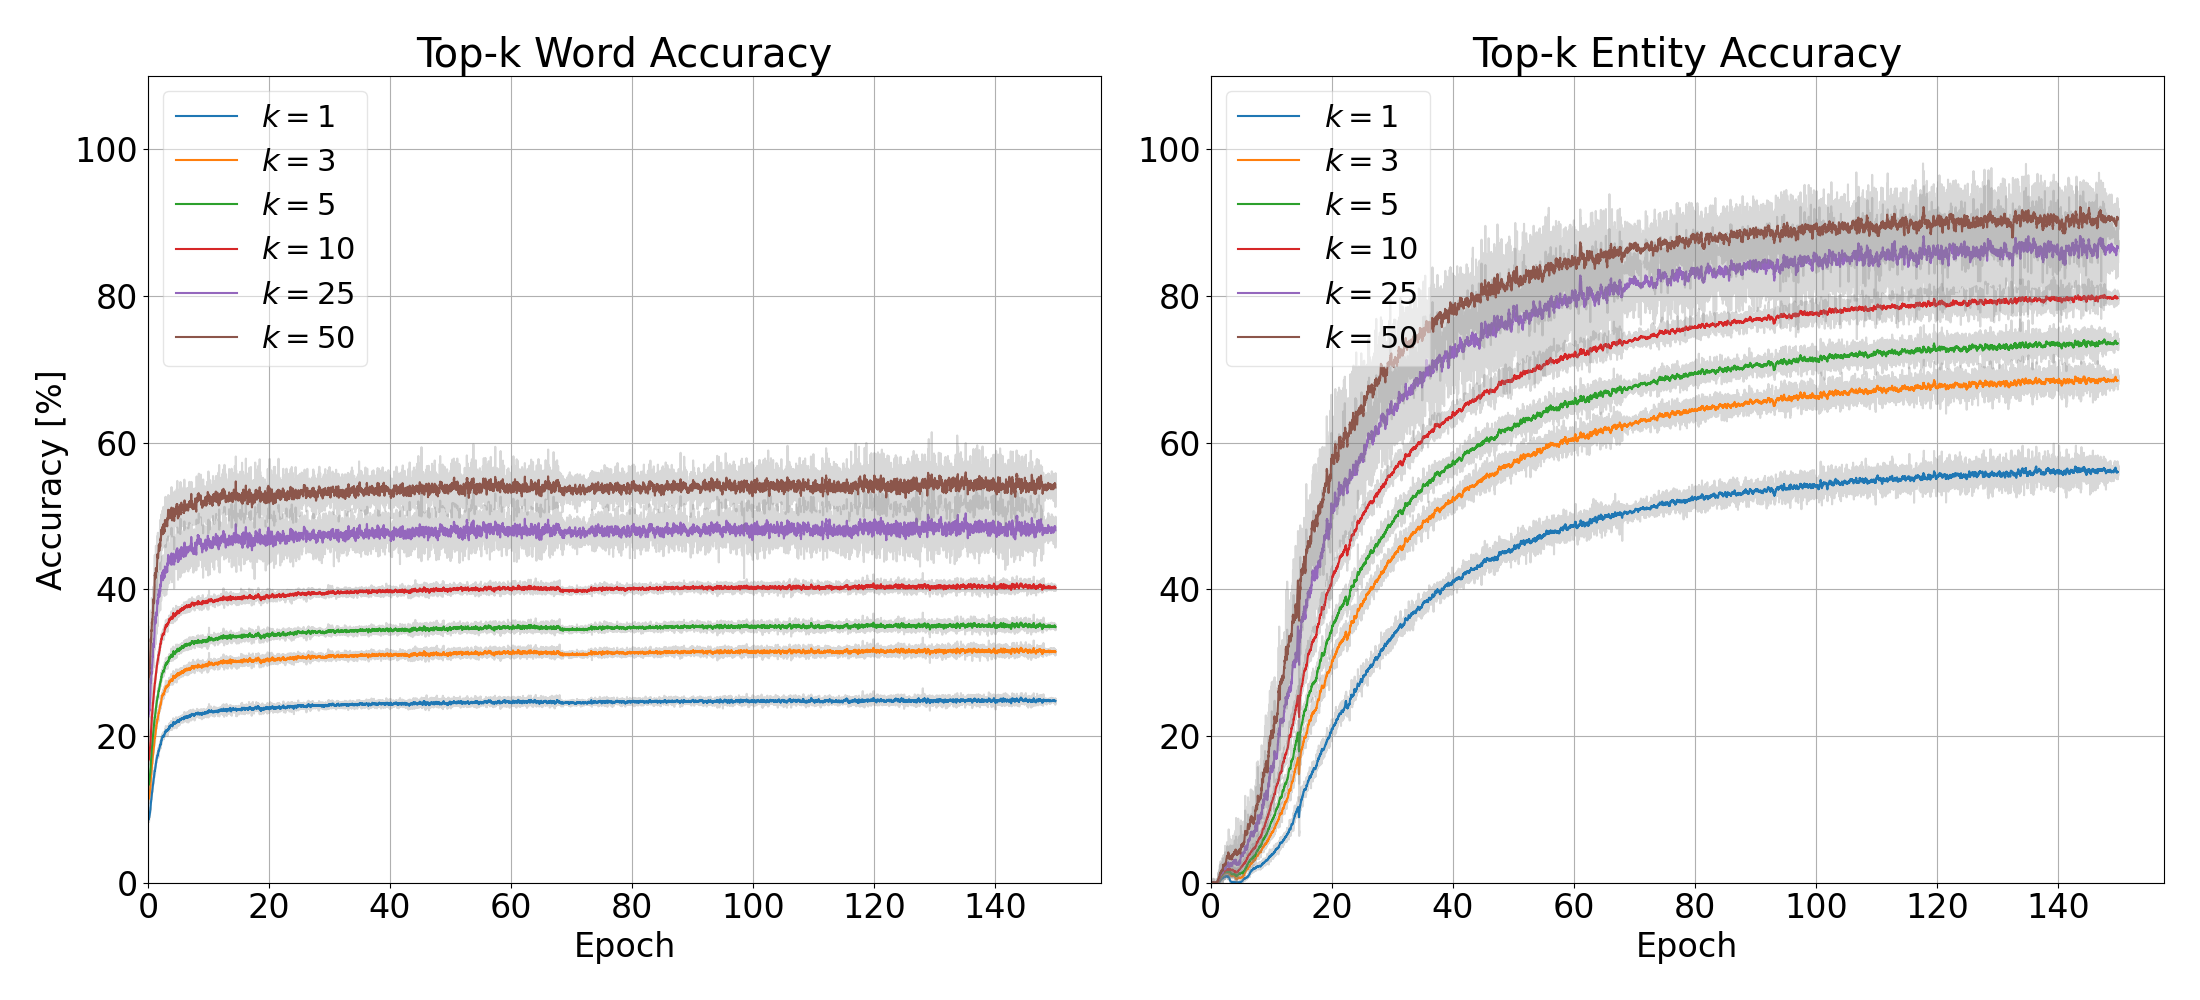 Top-k Word Accuracy
Accuracy [%]
100
80
60
40
20
0
k = 1
k = 3
k = 5
k = 10
k = 25
k = 50
0 20 40 60 80 100 120 140
Epoch
Top-k Entity Accuracy
100
80
60
40
20
0
k = 1
k = 3
k = 5
k = 10
k = 25
k = 50
0 20 40 60 80 100 120 140
Epoch